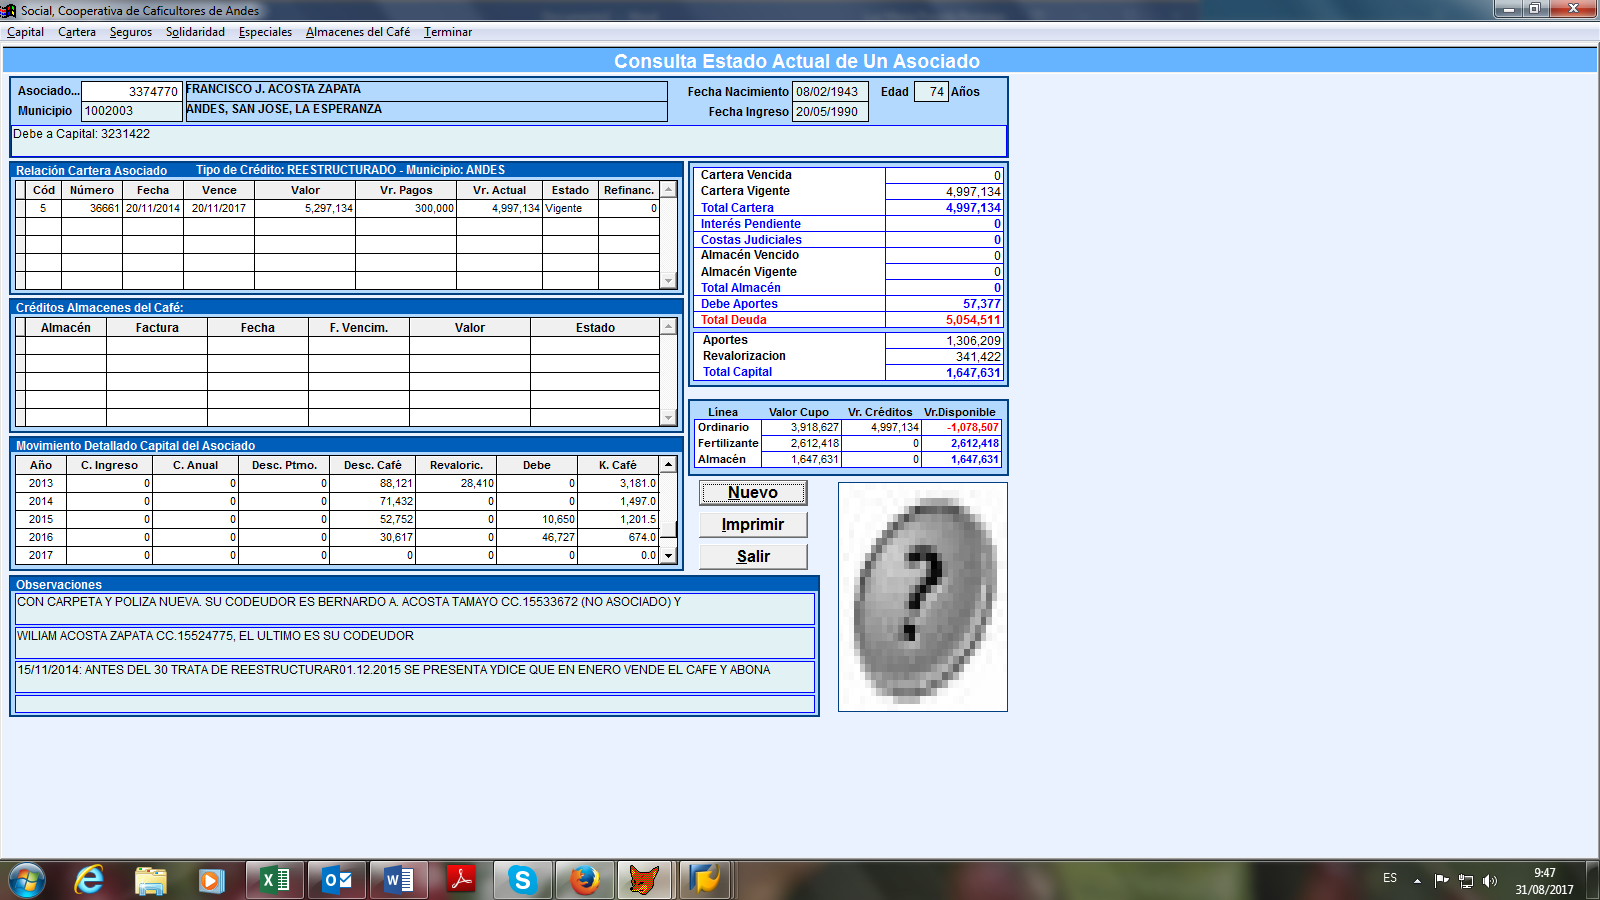 Social, Cooperativa de Caficultores de Andes
Capital Cartera Seguros Solidaridad Especiales Almacenes del Café Terminar
Consulta Estado Actual de Un Asociado
Asociado... 3374770 FRANCISCO J. ACOSTA ZAPATA Fecha Nacimiento 08/02/1943 Edad 74 Años
Municipio 1002003 ANDES, SAN JOSE, LA ESPERANZA Fecha Ingreso 20/05/1990
Debe a Capital: 3231422
Relación Cartera Asociado Tipo de Crédito: REESTRUCTURADO - Municipio: ANDES
Cód Número Fecha Vence Valor Vr. Pagos Vr. Actual Estado Refinanc.
5 36661 20/11/2014 20/11/2017 5,297,134 300,000 4,997,134 Vigente 0
Créditos Almacenes del Café:
Almacén Factura Fecha F. Vencim. Valor Estado
Movimiento Detallado Capital del Asociado
Año C. Ingreso C. Anual Desc. Ptmo. Desc. Café Revaloric. Debe K. Café
2013 0 0 0 88,121 28,410 0 3,181.0
2014 0 0 0 71,432 0 0 1,497.0
2015 0 0 0 52,752 0 10,650 1,201.5
2016 0 0 0 30,617 0 46,727 674.0
2017 0 0 0 0 0 0 0.0
Observaciones
CON CARPETA Y POLIZA NUEVA. SU CODEUDOR ES BERNARDO A. ACOSTA TAMAYO CC.15533672 (NO ASOCIADO) Y
WILIAM ACOSTA ZAPATA CC.15524775, EL ULTIMO ES SU CODEUDOR
15/11/2014: ANTES DEL 30 TRATA DE REESTRUCTURAR01.12.2015 SE PRESENTA YDICE QUE EN ENERO VENDE EL CAFE Y ABONA
Cartera Vencida 0
Cartera Vigente 4,997,134
Total Cartera 4,997,134
Interés Pendiente 0
Costas Judiciales 0
Almacén Vencido 0
Almacén Vigente 0
Total Almacén 0
Debe Aportes 57,377
Total Deuda 5,054,511
Aportes 1,306,209
Revalorizacion 341,422
Total Capital 1,647,631
Línea Valor Cupo Vr. Créditos Vr.Disponible
Ordinario 3,918,627 4,997,134 -1,078,507
Fertilizante 2,612,418 0 2,612,418
Almacén 1,647,631 0 1,647,631
Nuevo
Imprimir
Salir
?
ES
9:47
31/08/2017